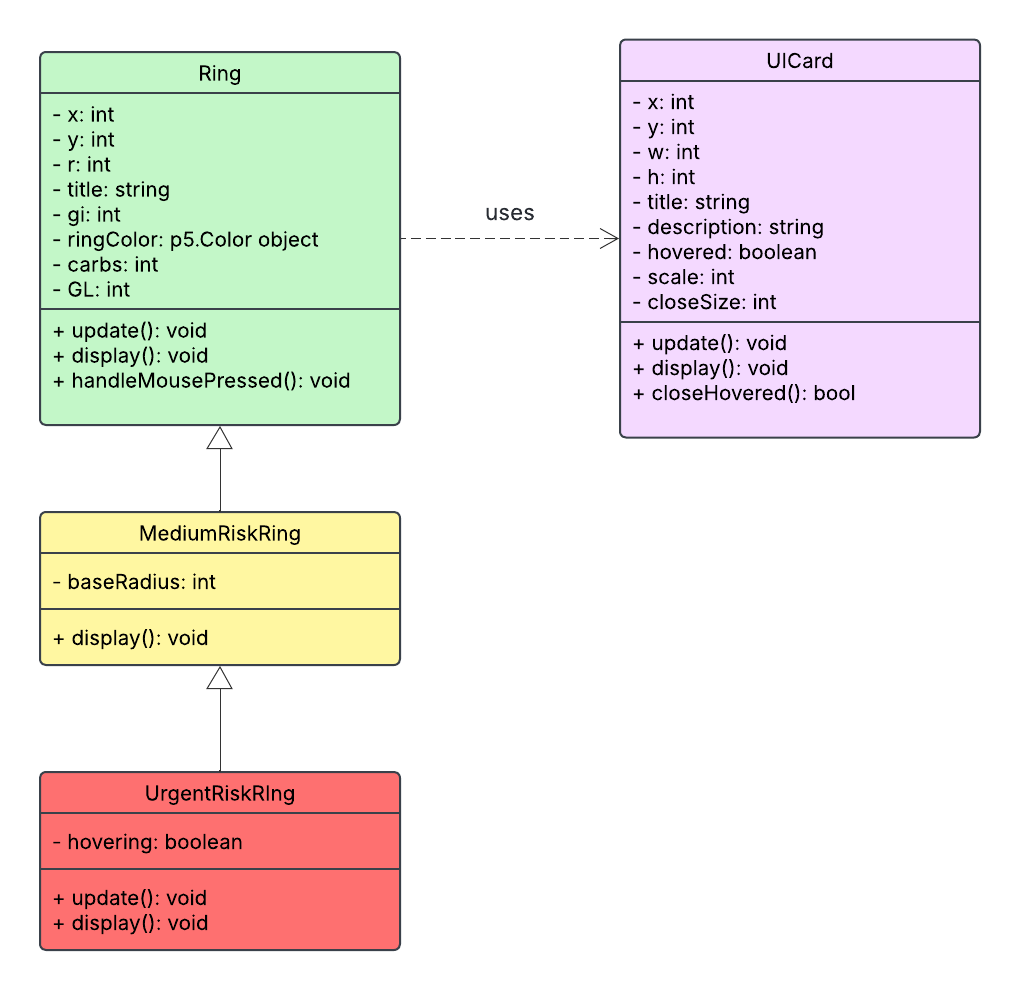 Ring
- x: int
- y: int
- r: int
- title: string
- gi: int
- ringColor: p5.Color object
- carbs: int
- GL: int
+ update(): void
+ display(): void
+ handleMousePressed(): void
uses
UICard
- x: int
- y: int
- w: int
- h: int
- title: string
- description: string
- hovered: boolean
- scale: int
- closeSize: int
+ update(): void
+ display(): void
+ closeHovered(): bool
MediumRiskRing
- baseRadius: int
+ display(): void
UrgentRiskRIng
- hovering: boolean
+ update(): void
+ display(): void